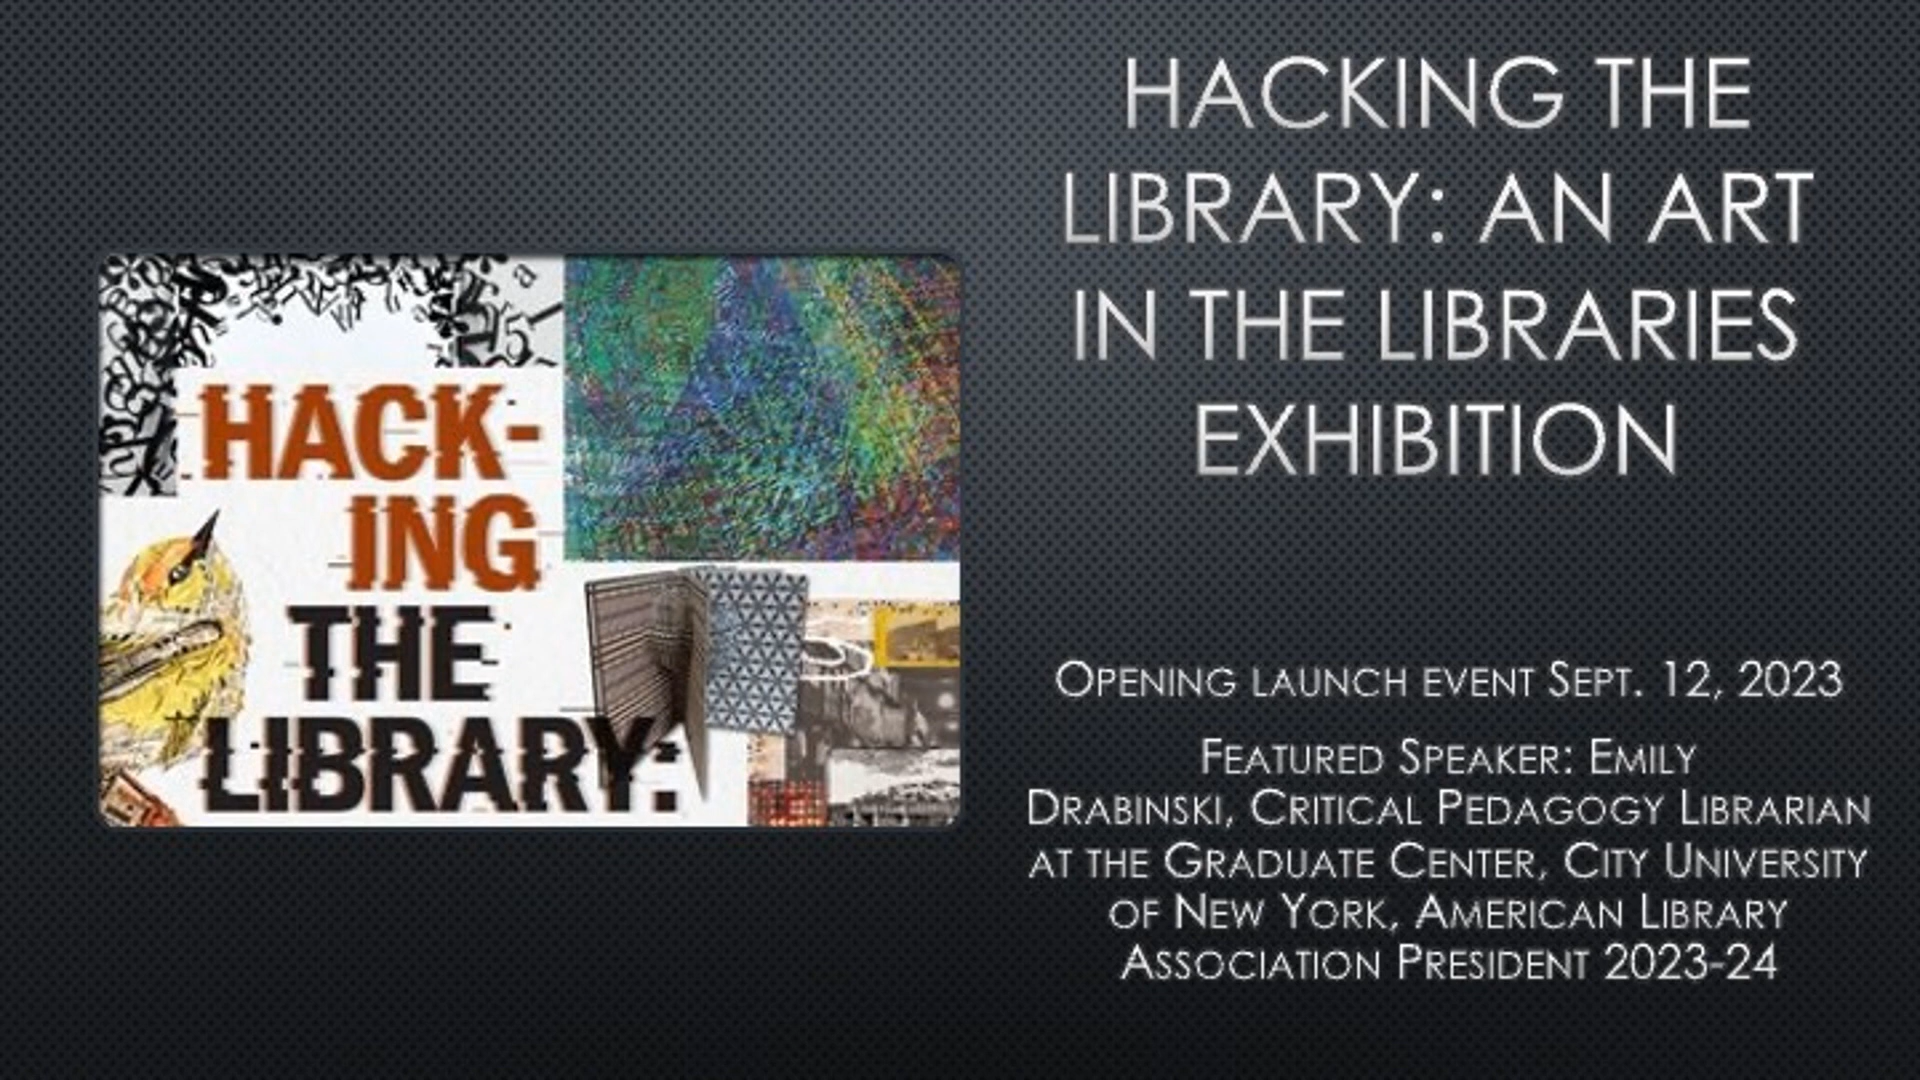 HACKING THE
LIBRARY: AN ART
IN THE LIBRARIES
EXHIBITION
HACK-
ING
THE
LIBRARY:
OPENING LAUNCH EVENT SEPT. 12, 2023
FEATURED SPEAKER: EMILY
DRABINSKI, CRITICAL PEDAGOGY LIBRARIAN
AT THE GRADUATE CENTER, CITY UNIVERSITY
OF NEW YORK, AMERICAN LIBRARY
ASSOCIATION PRESIDENT 2023-24